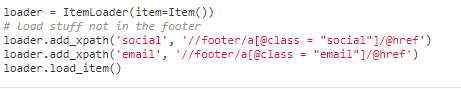 loader = ItemLoader(item=Item())
# load stuff not in the footer
loader.add_xpath('social', '//footer/a[@class = "social"]/@href')
loader.add_xpath('email', '//footer/a[@class = "email"]/@href')
loader.load_item()